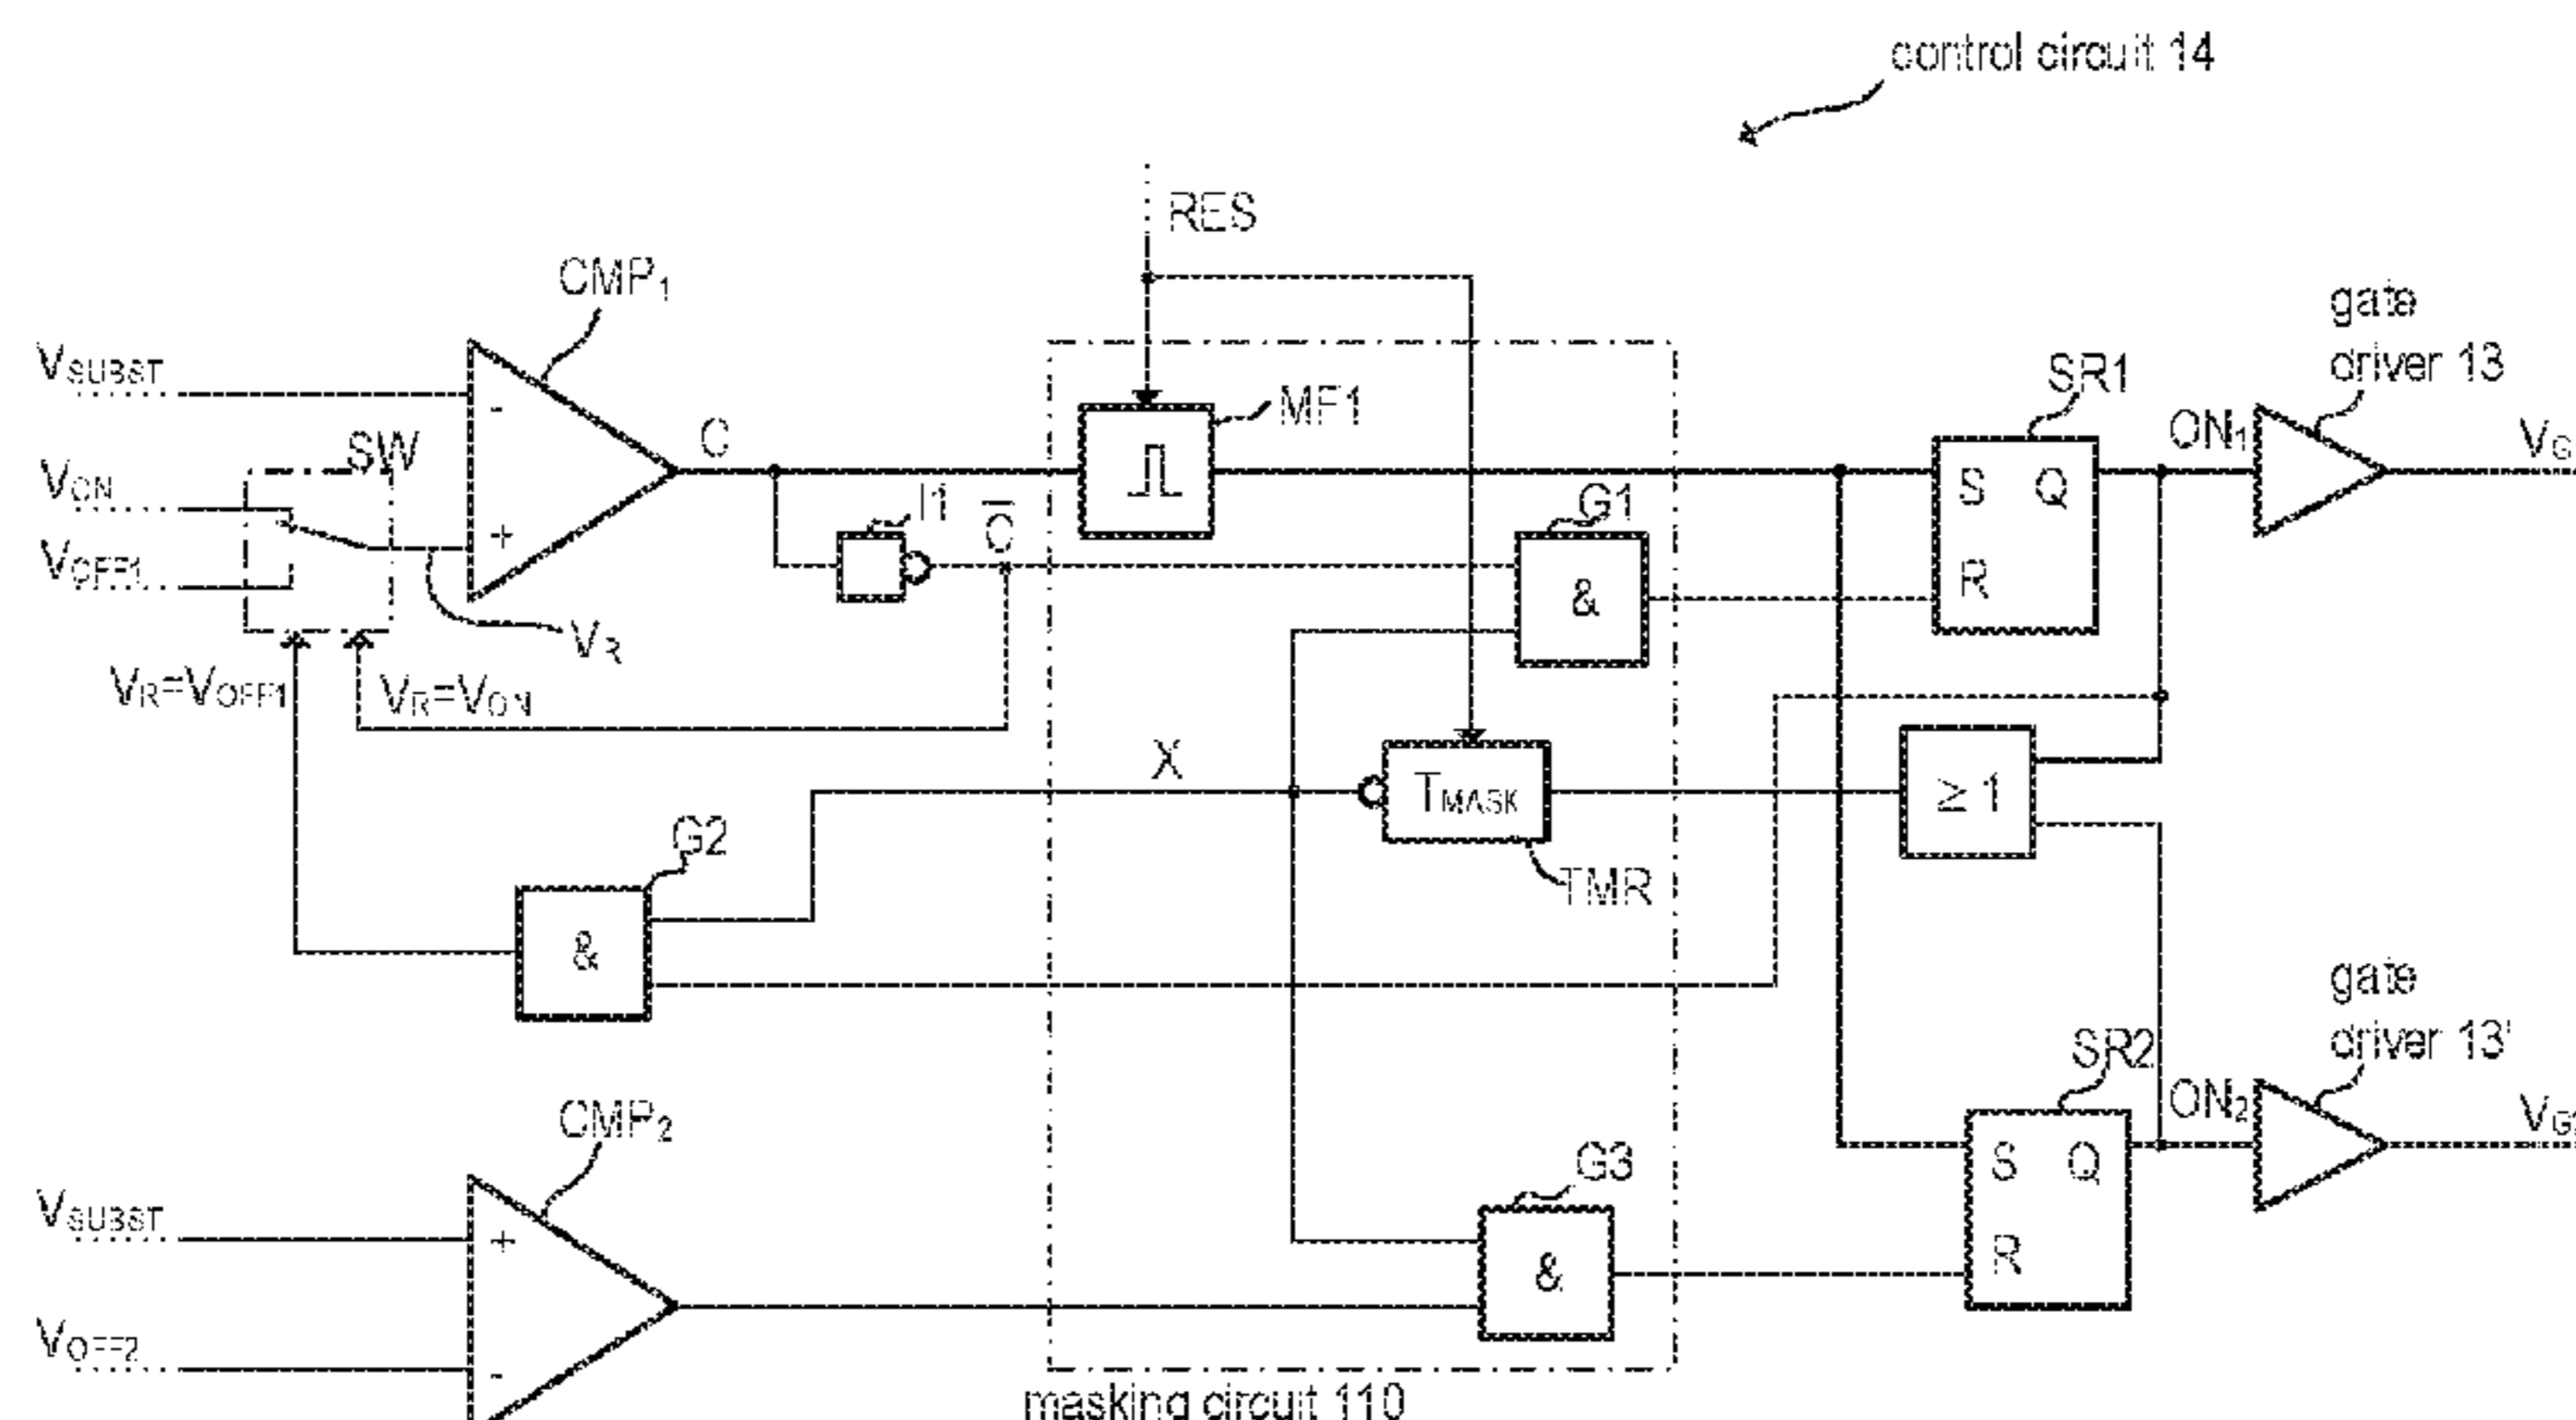 control circuit 14
RES
CMP1
gate
driver 13
VSUBST
SR1
MF1
C
ON1
SW
VON
-
S Q
I1
C
G1
+
VOFF1
R
&
VR
VR=VOFF1
VR=VON
X
TMASK
≥ 1
G2
TMR
&
gate
driver 13'
SR2
CMP2
ON2
G3
S Q
VSUBST
+
R
&
VOFF2
-
masking circuit 110